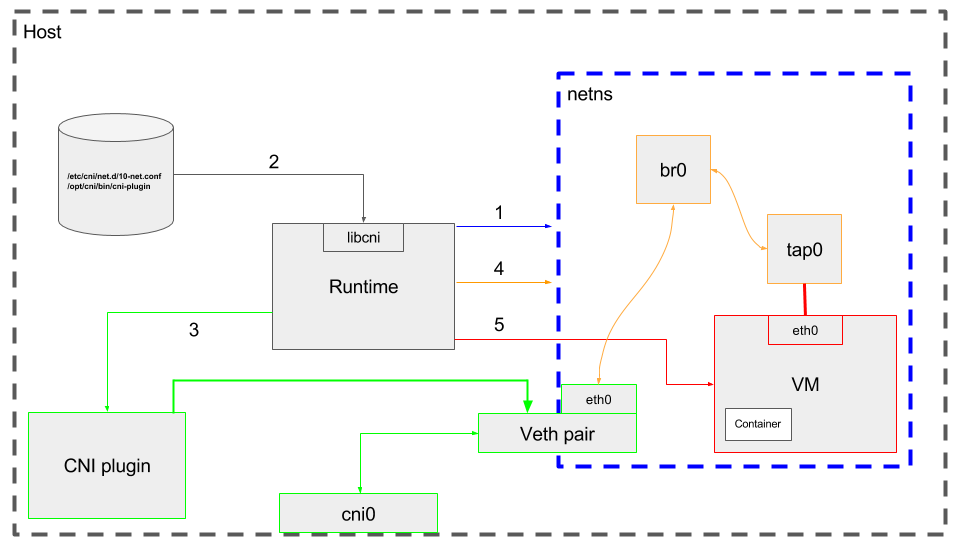 Host
netns
br0
2
/etc/cni/net.d/10-net.conf
/opt/cni/bin/cni-plugin
1
libcni
tap0
4
Runtime
3
5
eth0
VM
eth0
Container
Veth pair
CNI plugin
cni0